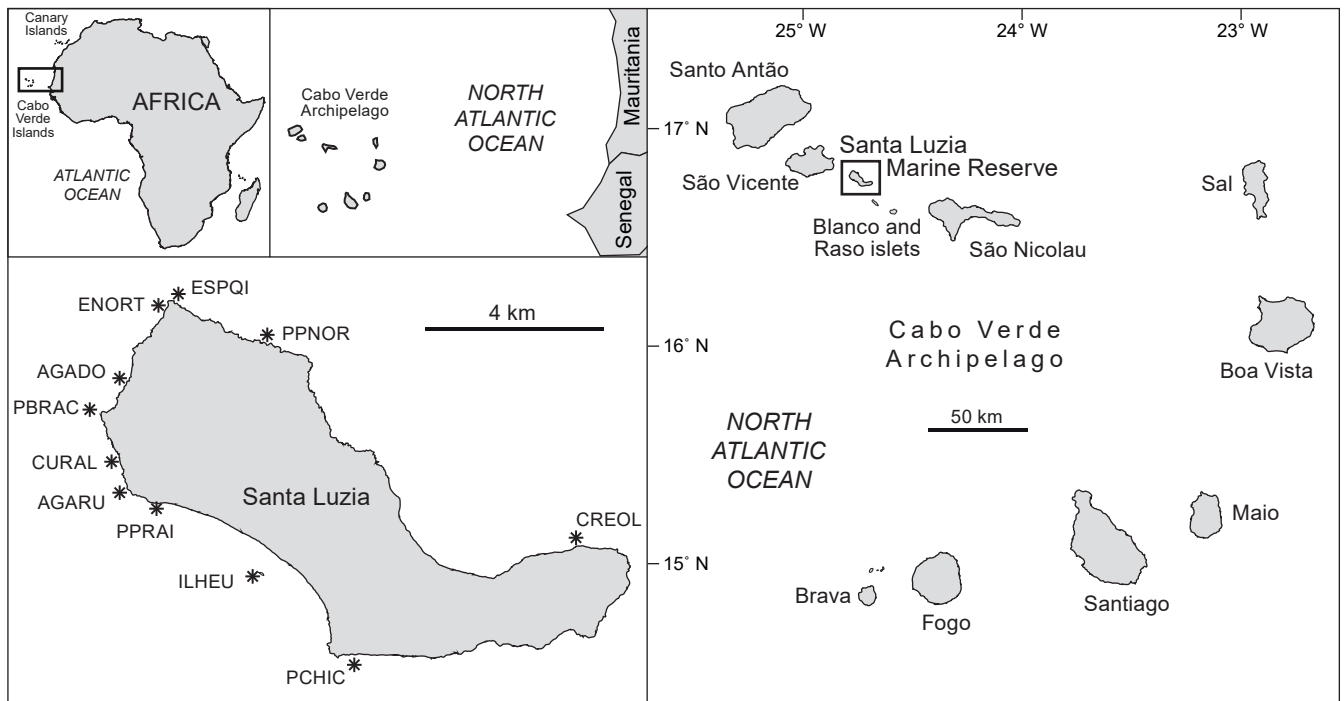 Canary
Islands
Cabo
Verde
Islands
AFRICA
ATLANTIC
OCEAN
Cabo Verde
Archipelago
NORTH
ATLANTIC
OCEAN
Mauritania
Senegal
25° W
24° W
23° W
17° N
16° N
15° N
Santo Antão
São Vicente
Santa Luzia
Marine Reserve
Blanco and
Raso islets
São Nicolau
Sal
Boa Vista
Cabo Verde
Archipelago
50 km
NORTH
ATLANTIC
OCEAN
Maio
Santiago
Fogo
Brava
ESPQI
ENORT
PPNOR
4 km
AGADO
PBRAC
CURAL
AGARU
PPRAI
Santa Luzia
CREOL
ILHEU
PCHIC